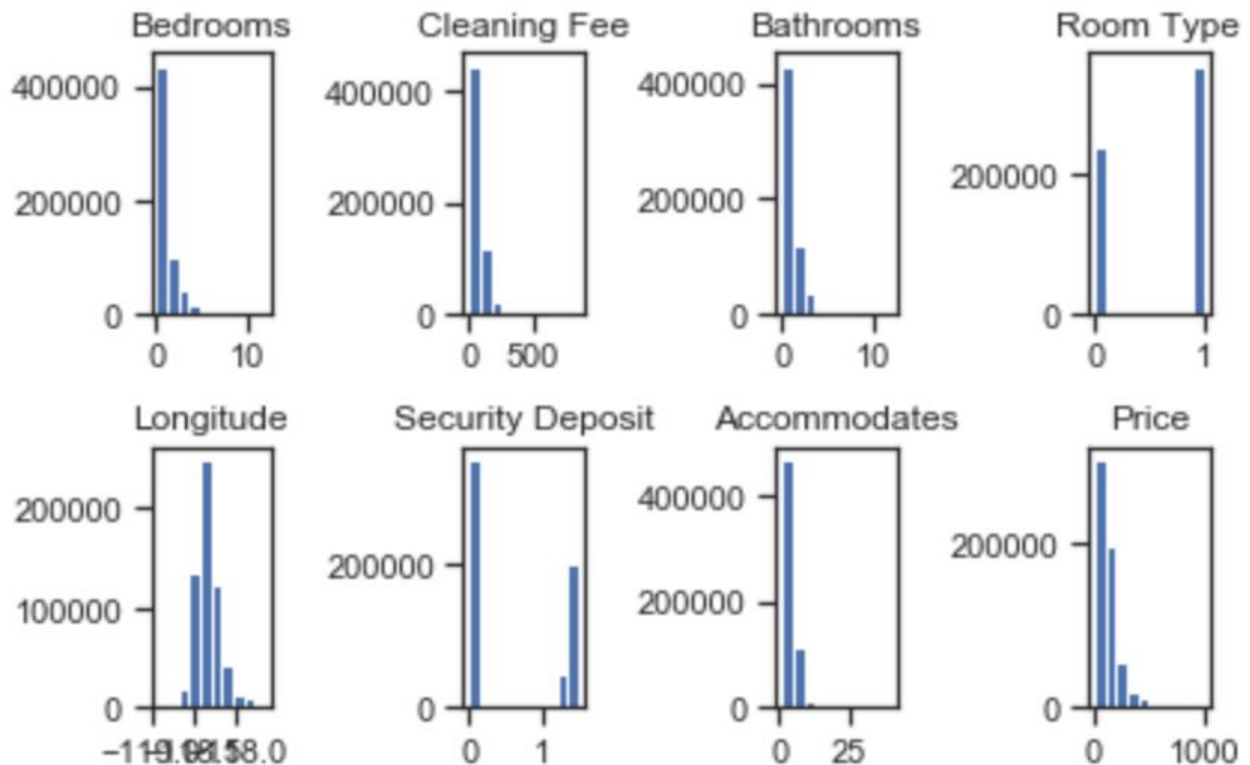 Bedrooms Cleaning Fee Bathrooms Room Type
400000 400000 400000
200000 200000 200000 200000
0 0 0 0
0 10 0 500 0 10 0 1
Longitude Security Deposit Accommodates Price
200000 200000 400000 200000
100000 200000
0 0 0 0
0 1 0 25 0 1000